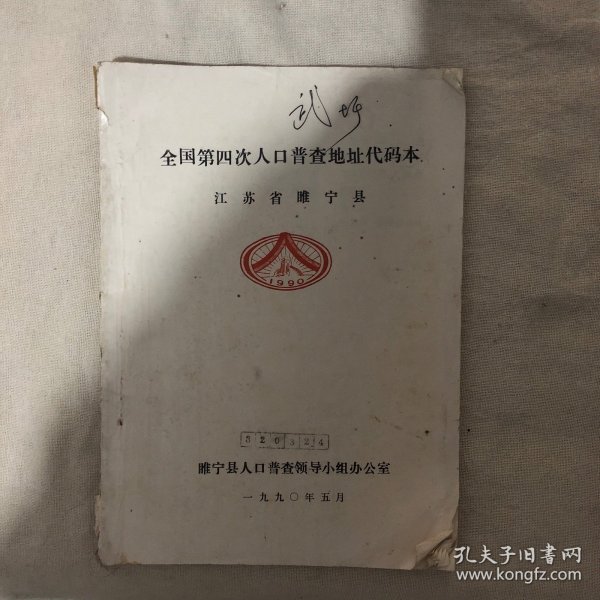 全国第四次人口普查地址代码本
江苏省睢宁县
1990
320324
睢宁县人口普查领导小组办公室
一九九〇年五月
孔夫子旧书网
www.kongfz.com